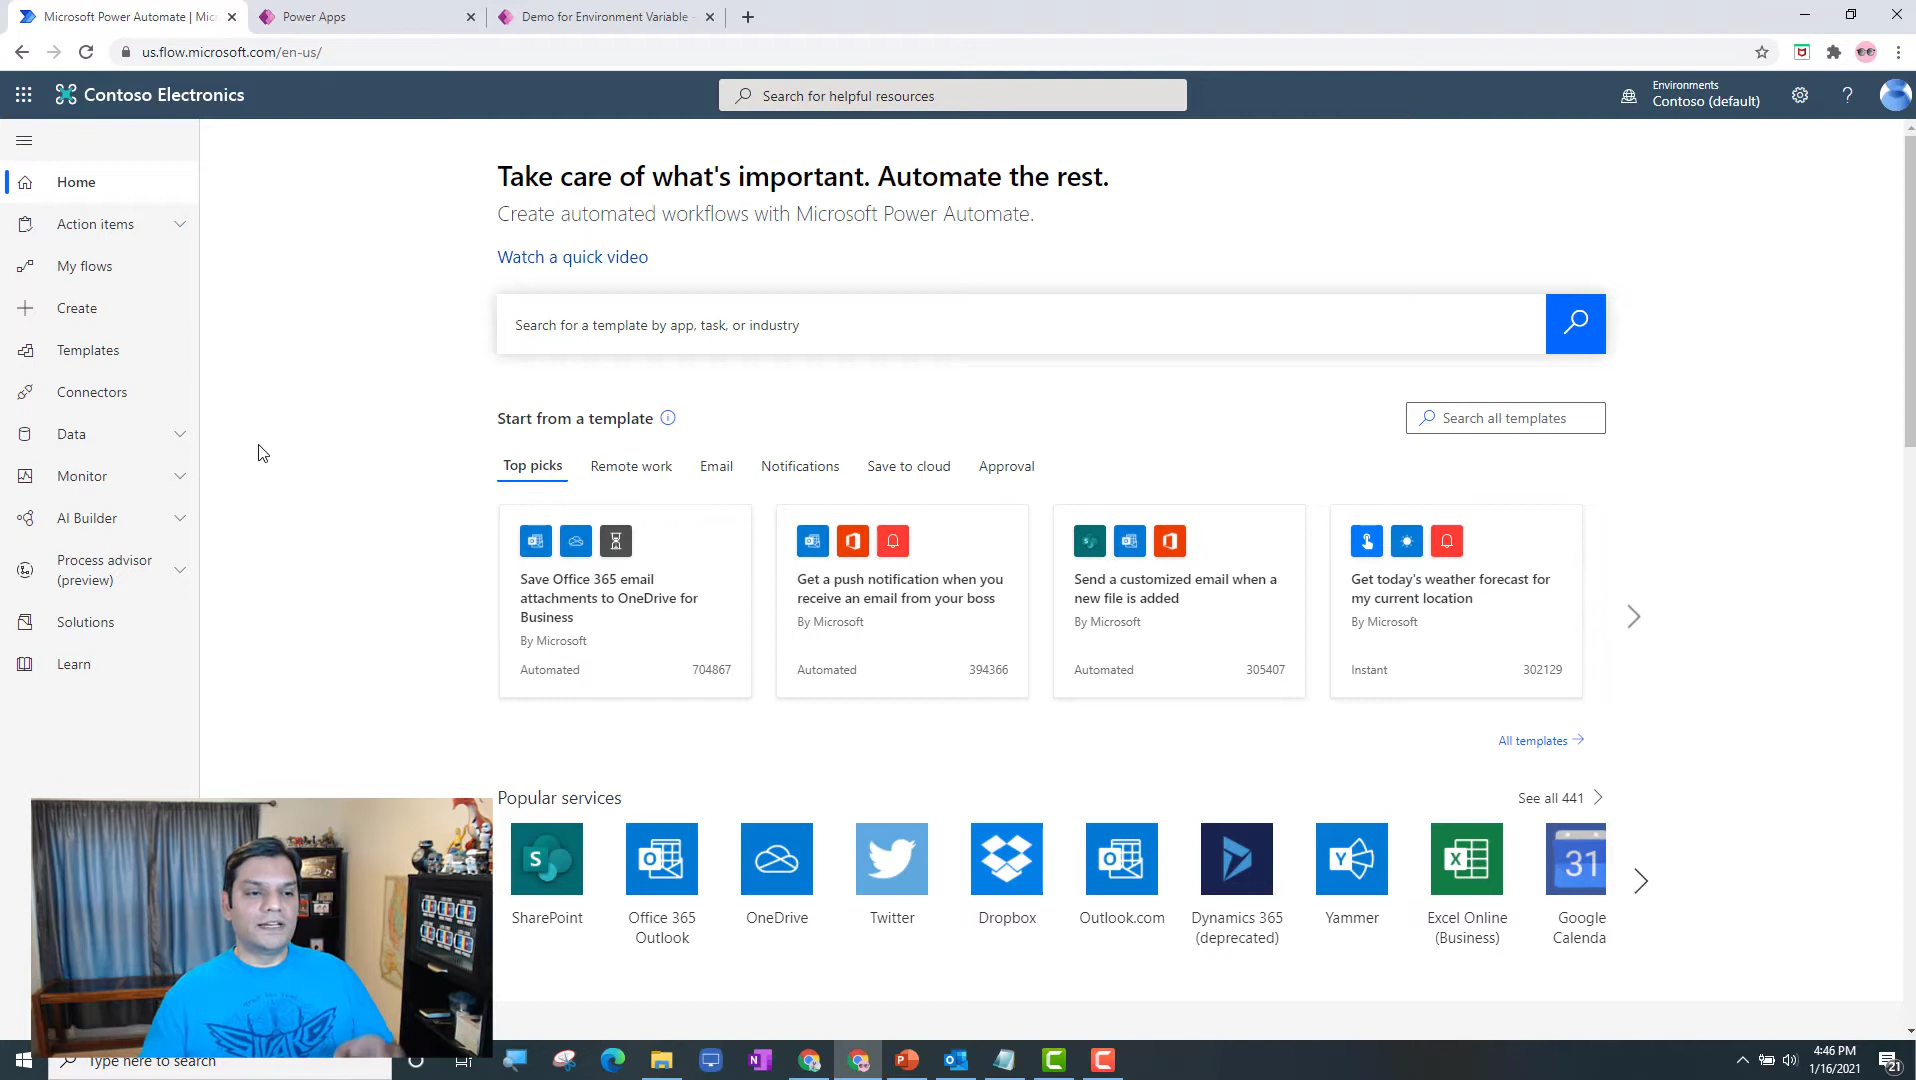 Microsoft Power Automate | Mic
Power Apps
Demo for Environment Variable -
us.flow.microsoft.com/en-us/
Contoso Electronics
Search for helpful resources
Environments
Contoso (default)
Home
Action items
My flows
Create
Templates
Connectors
Data
Monitor
AI Builder
Process advisor
(preview)
Solutions
Learn
Take care of what's important. Automate the rest.
Create automated workflows with Microsoft Power Automate.
Watch a quick video
Search for a template by app, task, or industry
Start from a template
Search all templates
Top picks
Remote work
Email
Notifications
Save to cloud
Approval
Save Office 365 email
attachments to OneDrive for
Business
By Microsoft
Automated
704867
Get a push notification when you
receive an email from your boss
By Microsoft
Automated
394366
Send a customized email when a
new file is added
By Microsoft
Automated
305407
Get today's weather forecast for
my current location
By Microsoft
Instant
302129
All templates
Popular services
See all 441
31
SharePoint
Office 365
Outlook
OneDrive
Twitter
Dropbox
Outlook.com
Dynamics 365
(deprecated)
Yammer
Excel Online
(Business)
Google
Calenda
Type here to search
4:46 PM
1/16/2021
21